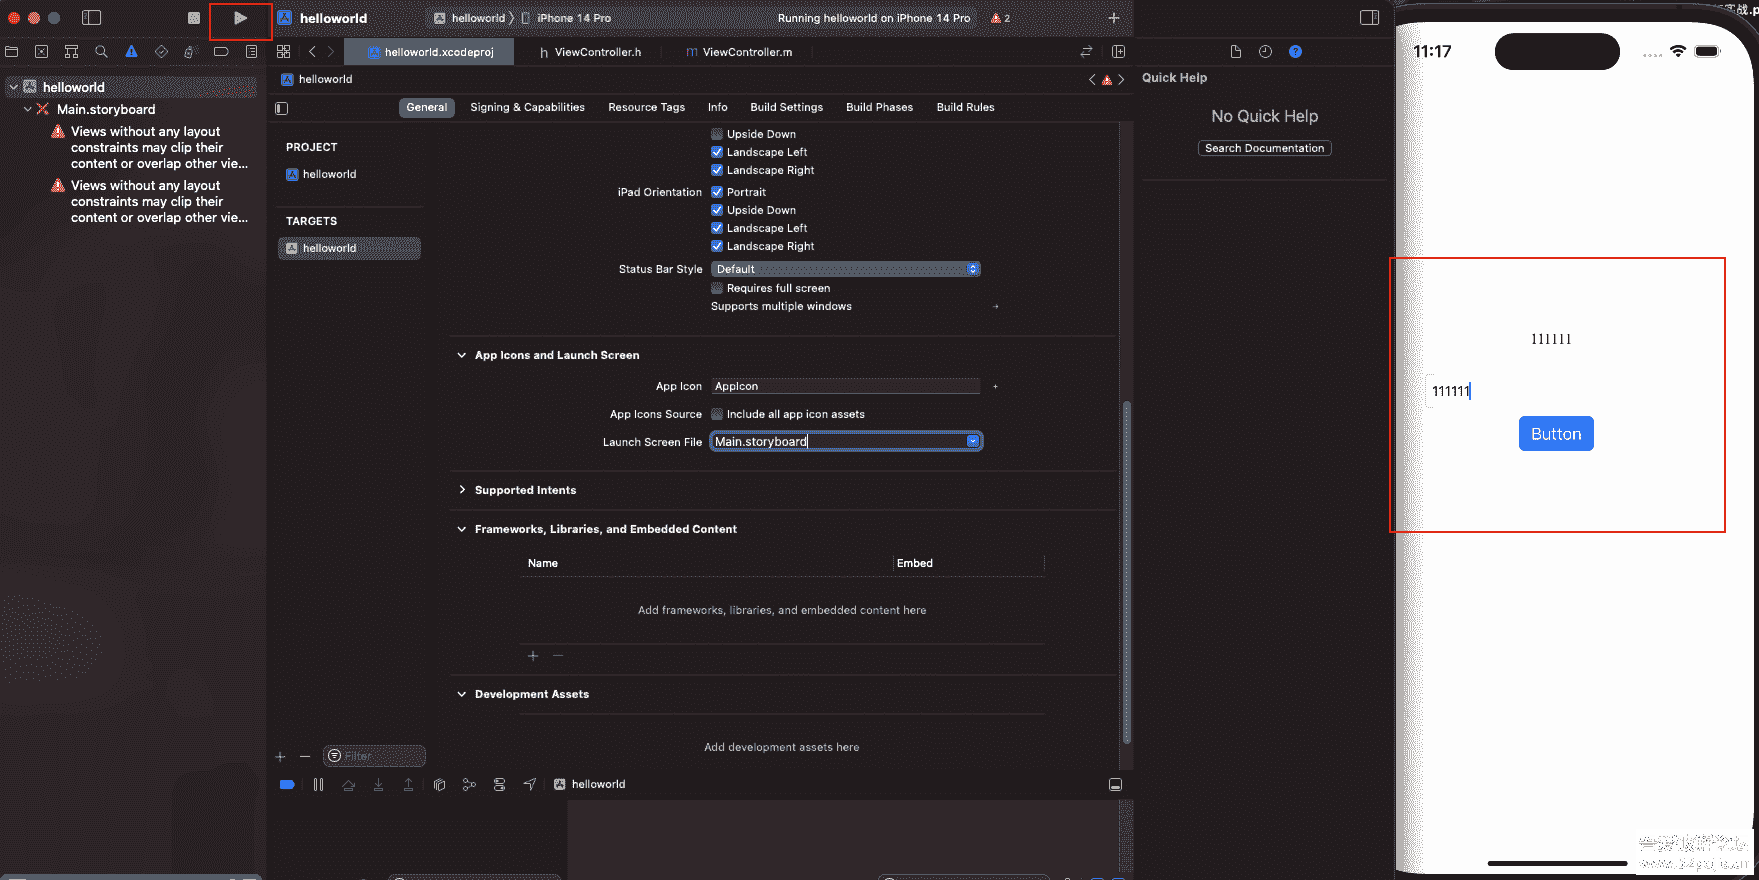 helloworld
helloworld 〉 iPhone 14 Pro
Running helloworld on iPhone 14 Pro
2
helloworld.xcodeproj
h ViewController.h
m ViewController.m
helloworld
Main.storyboard
Views without any layout
constraints may clip their
content or overlap other vie...
Views without any layout
constraints may clip their
content or overlap other vie...
helloworld
General
Signing & Capabilities
Resource Tags
Info
Build Settings
Build Phases
Build Rules
PROJECT
helloworld
TARGETS
helloworld
Upside Down
Landscape Left
Landscape Right
iPad Orientation
Portrait
Upside Down
Landscape Left
Landscape Right
Status Bar Style
Default
Requires full screen
Supports multiple windows
App Icons and Launch Screen
App Icon
AppIcon
App Icons Source
Include all app icon assets
Launch Screen File
Main.storyboard
Supported Intents
Frameworks, Libraries, and Embedded Content
Name
Embed
Add frameworks, libraries, and embedded content here
Development Assets
Add development assets here
Filter
helloworld
Quick Help
No Quick Help
Search Documentation
11:17
111111
111111
Button